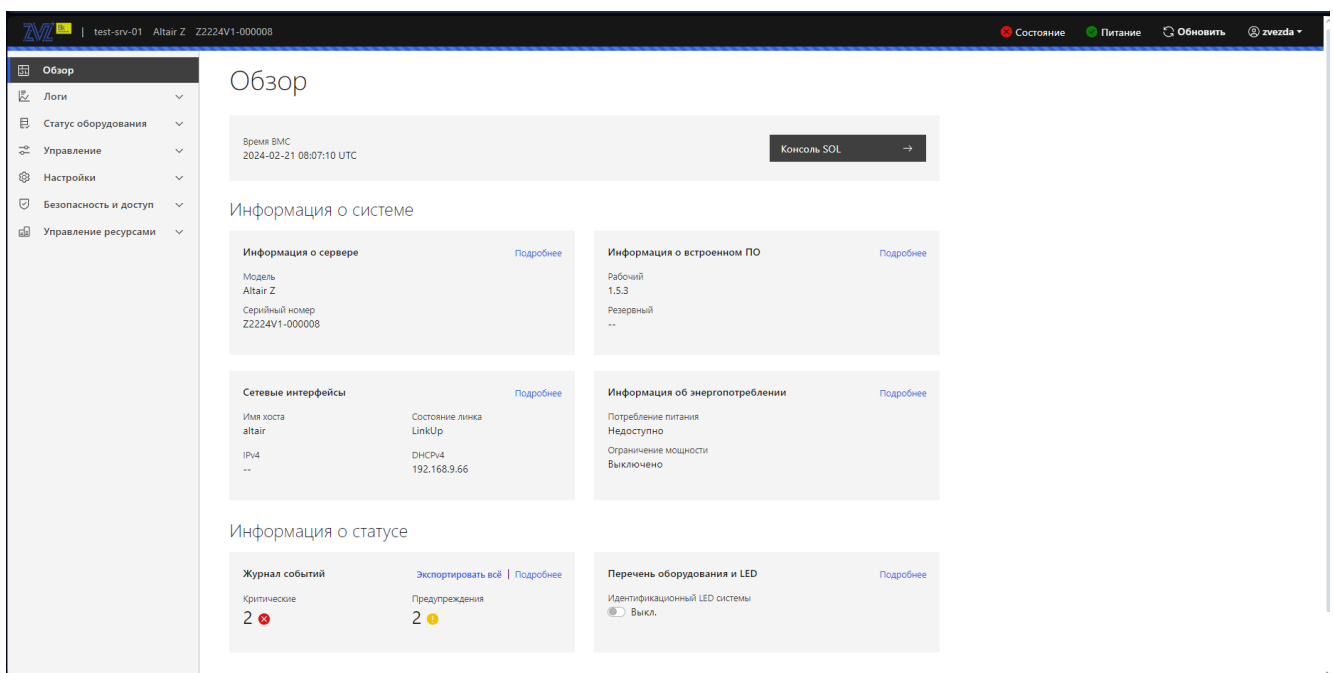 ZVZ
| test-srv-01 Altair Z Z2224V1-000008
Состояние
Питание
Обновить
zvezda
Обзор
Логи
Статус оборудования
Управление
Настройки
Безопасность и доступ
Управление ресурсами
Обзор
Время BMC
2024-02-21 08:07:10 UTC
Консоль SOL →
Информация о системе
Информация о сервере Подробнее
Модель
Altair Z
Серийный номер
Z2224V1-000008
Информация о встроенном ПО Подробнее
Рабочий
1.5.3
Резервный
--
Сетевые интерфейсы Подробнее
Имя хоста
altair
Состояние линка
LinkUp
IPv4
--
DHCPv4
192.168.9.66
Информация об энергопотреблении Подробнее
Потребление питания
Недоступно
Ограничение мощности
Выключено
Информация о статусе
Журнал событий Экспортировать всё | Подробнее
Критические
2
Предупреждения
2
Перечень оборудования и LED Подробнее
Идентификационный LED системы
Выкл.